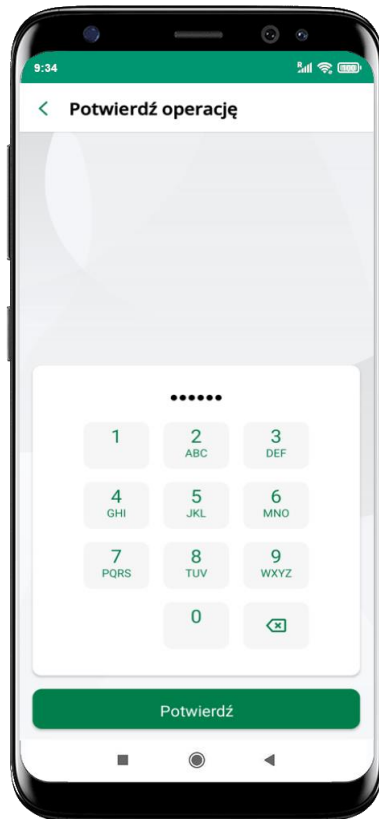 9:34
R
100
Potwierdź operację
••••••
1
2
3
ABC
DEF
4
5
6
GHI
JKL
MNO
7
8
9
PQRS
TUV
WXYZ
0
Potwierdź